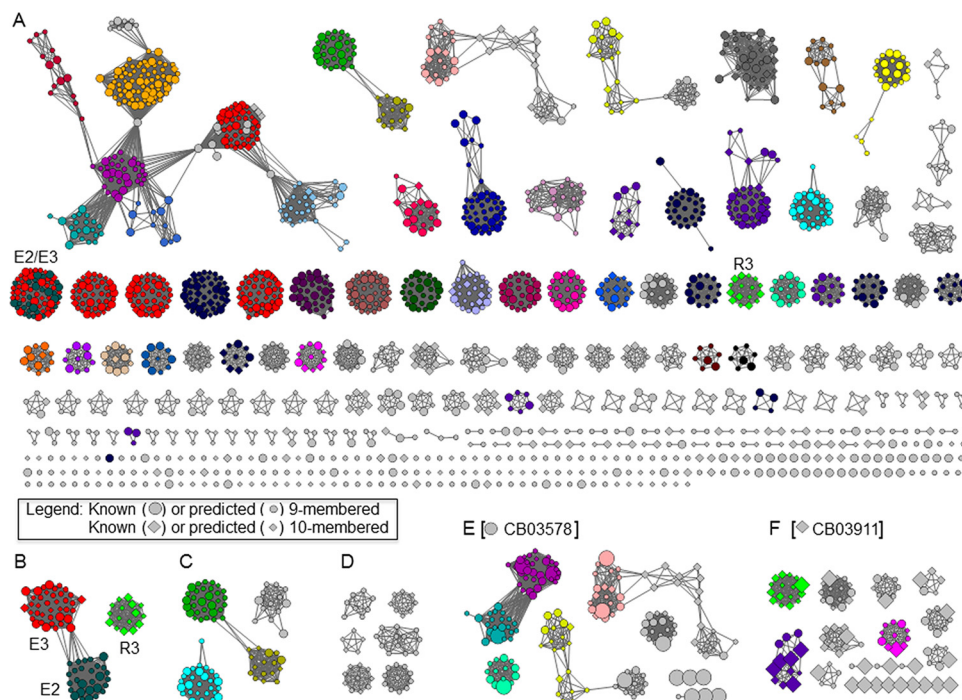 A
E2/E3
R3
Legend: Known ( ) or predicted ( ) 9-membered
Known ( ) or predicted ( ) 10-membered
B
C
D
E [ CB03578 ]
F [ CB03911 ]
E3
R3
E2